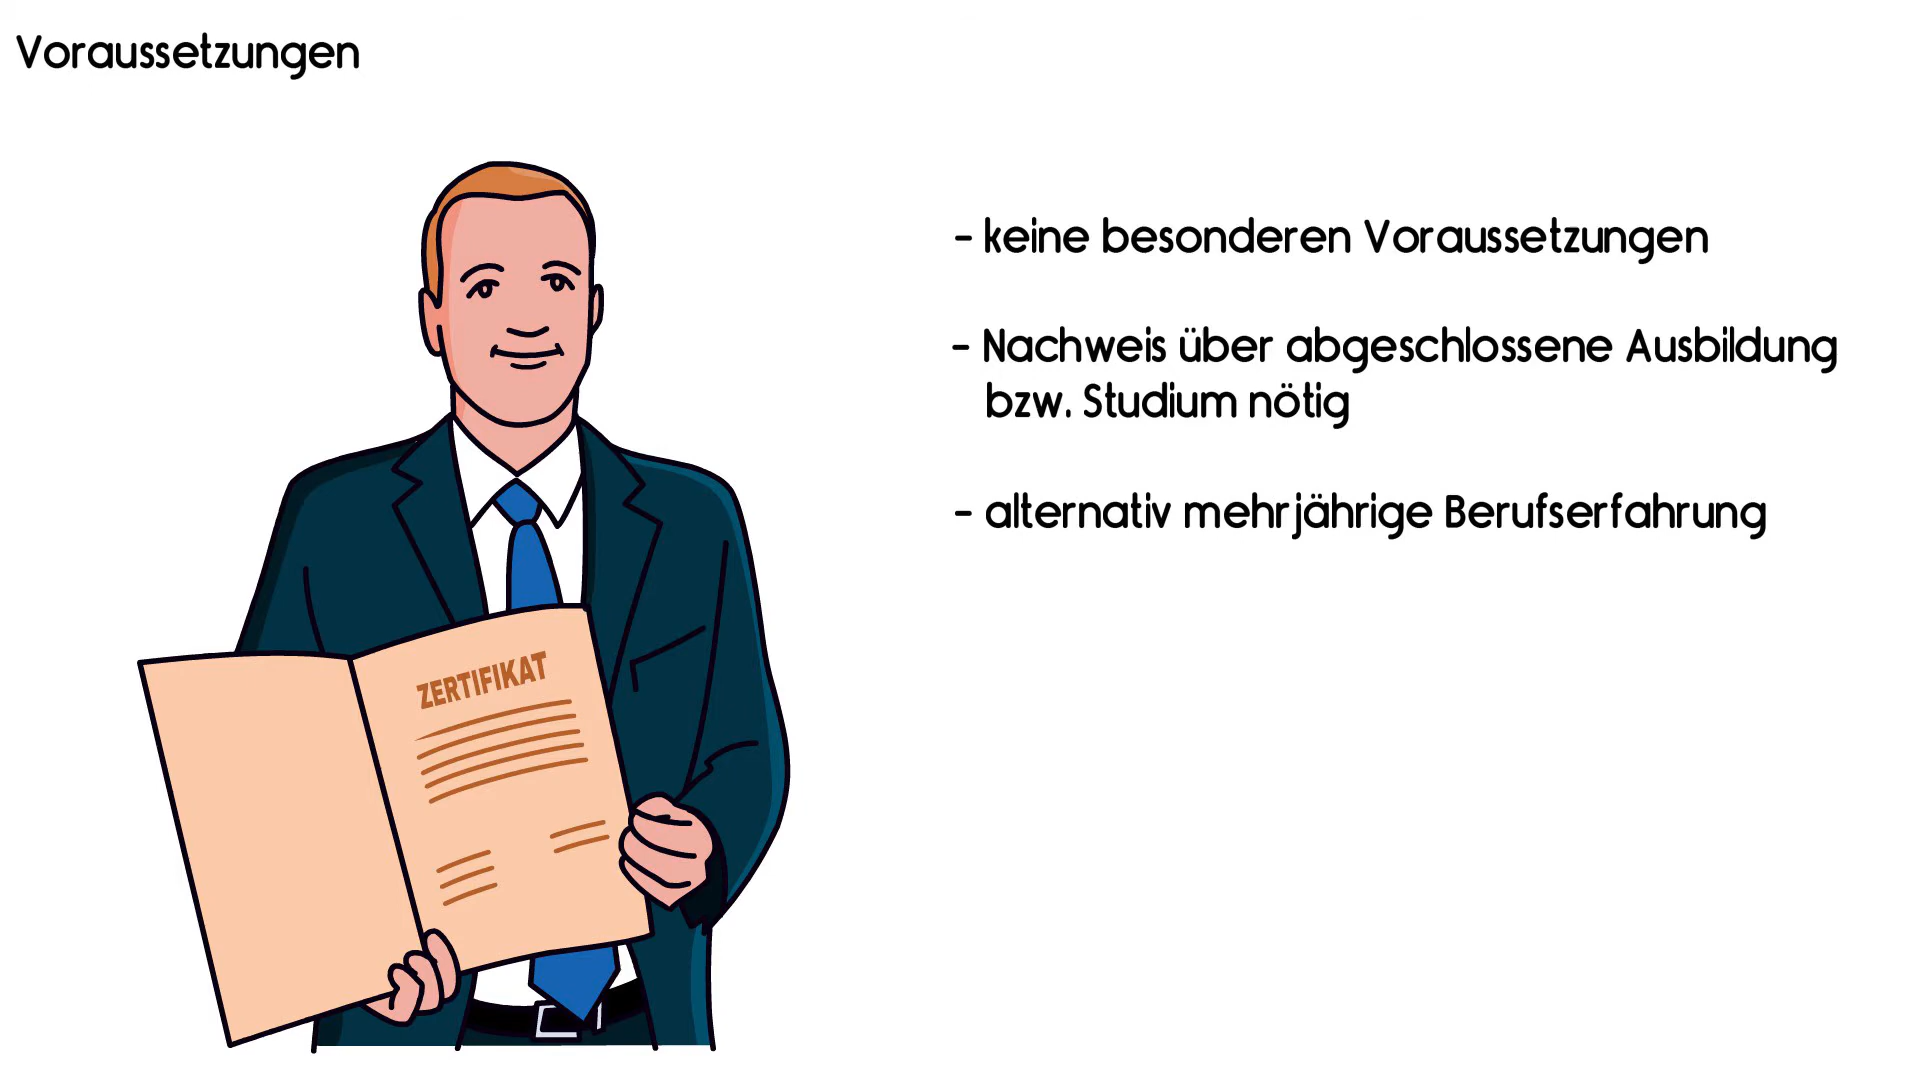 Voraussetzungen
- keine besonderen Voraussetzungen
- Nachweis über abgeschlossene Ausbildung
bzw. Studium nötig
- alternativ mehrjährige Berufserfahrung
ZERTIFIKAT